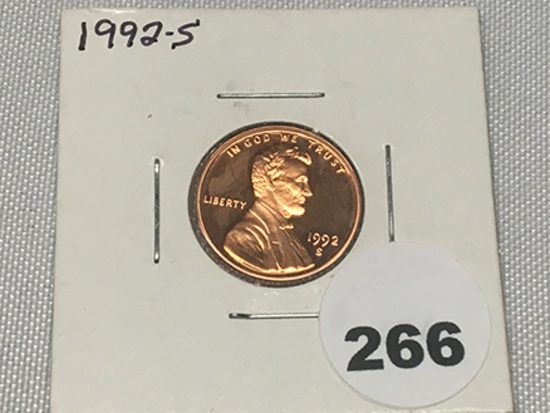 1992-S
IN GOD WE TRUST
LIBERTY
1992
S
266